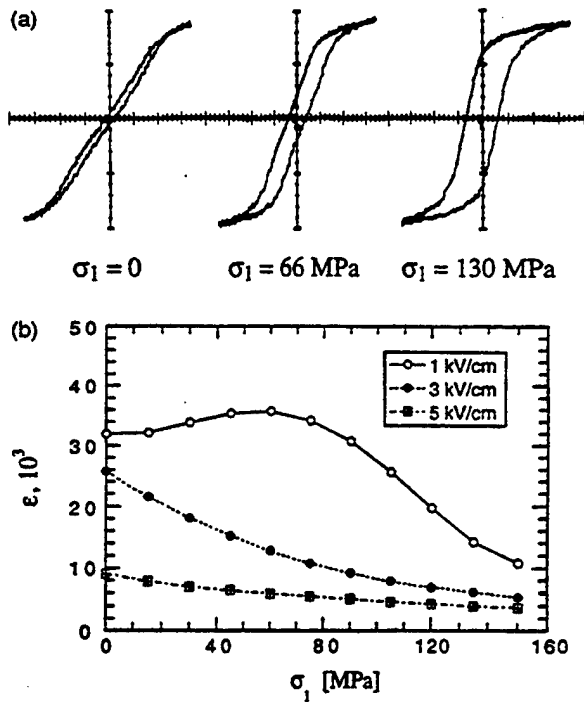 (a)
σ₁ = 0
σ₁ = 66 MPa
σ₁ = 130 MPa
(b)
50
40
30
20
10
0
ε, 10³
1 kV/cm
3 kV/cm
5 kV/cm
0
40
80
120
160
σ₁ [MPa]